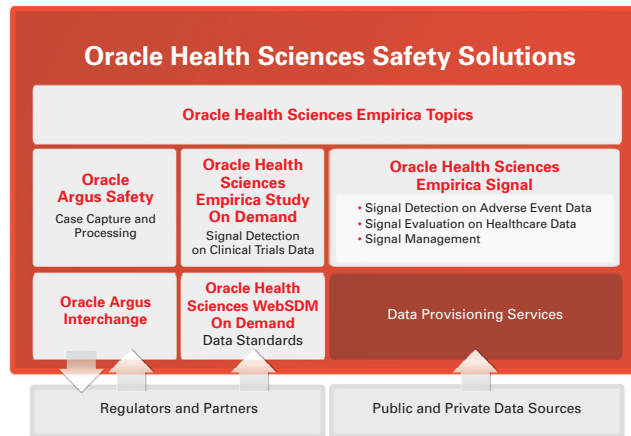 Oracle Health Sciences Safety Solutions
Oracle Health Sciences Empirica Topics
Oracle
Argus Safety
Case Capture and
Processing
Oracle Health
Sciences
Empirica Study
On Demand
Signal Detection
on Clinical Trials Data
Oracle Health Sciences
Empirica Signal
• Signal Detection on Adverse Event Data
• Signal Evaluation on Healthcare Data
• Signal Management
Oracle Argus
Interchange
Oracle Health
Sciences WebSDM
On Demand
Data Standards
Data Provisioning Services
Regulators and Partners
Public and Private Data Sources